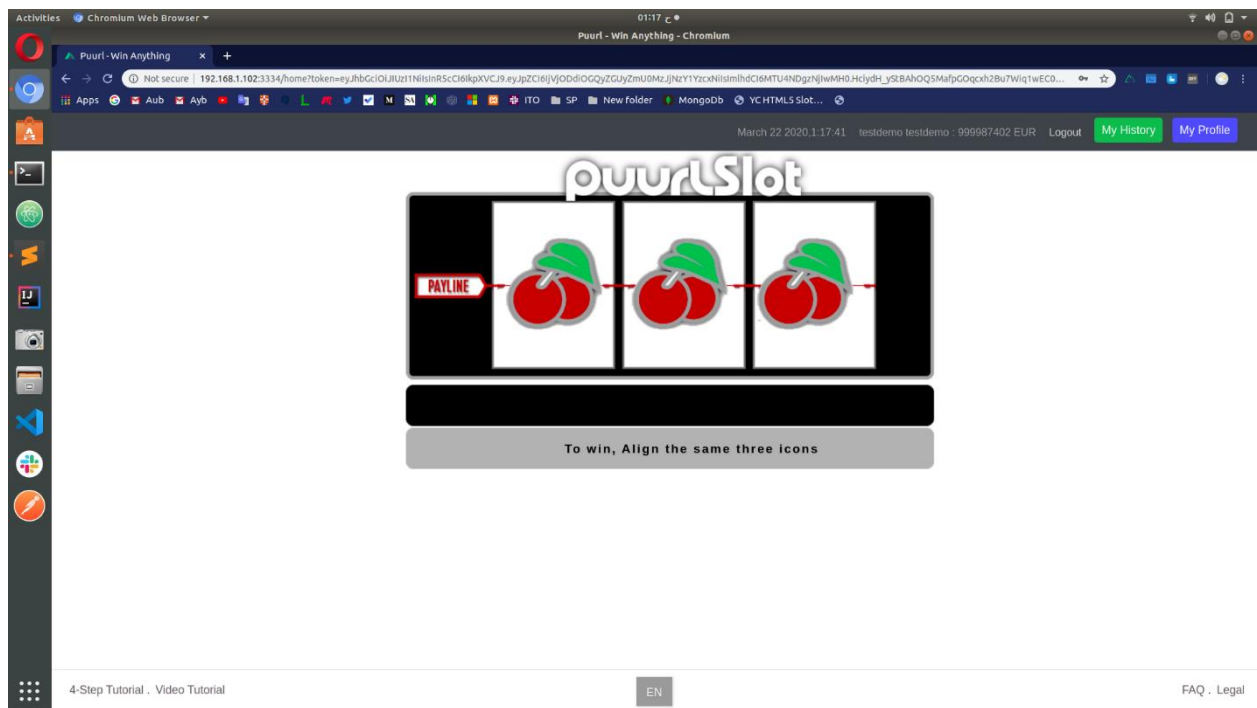 Activities Chromium Web Browser
01:17 ح
Puurl - Win Anything - Chromium
Puurl - Win Anything
Not secure 192.168.1.102:3334/home?token=
Apps Aub Ayb ITO SP New folder MongoDb YC HTML5 Slot...
March 22 2020,1:17:41 testdemo testdemo : 999987402 EUR Logout My History My Profile
puurlSlot
PAYLINE
To win, Align the same three icons
4-Step Tutorial . Video Tutorial
EN
FAQ . Legal